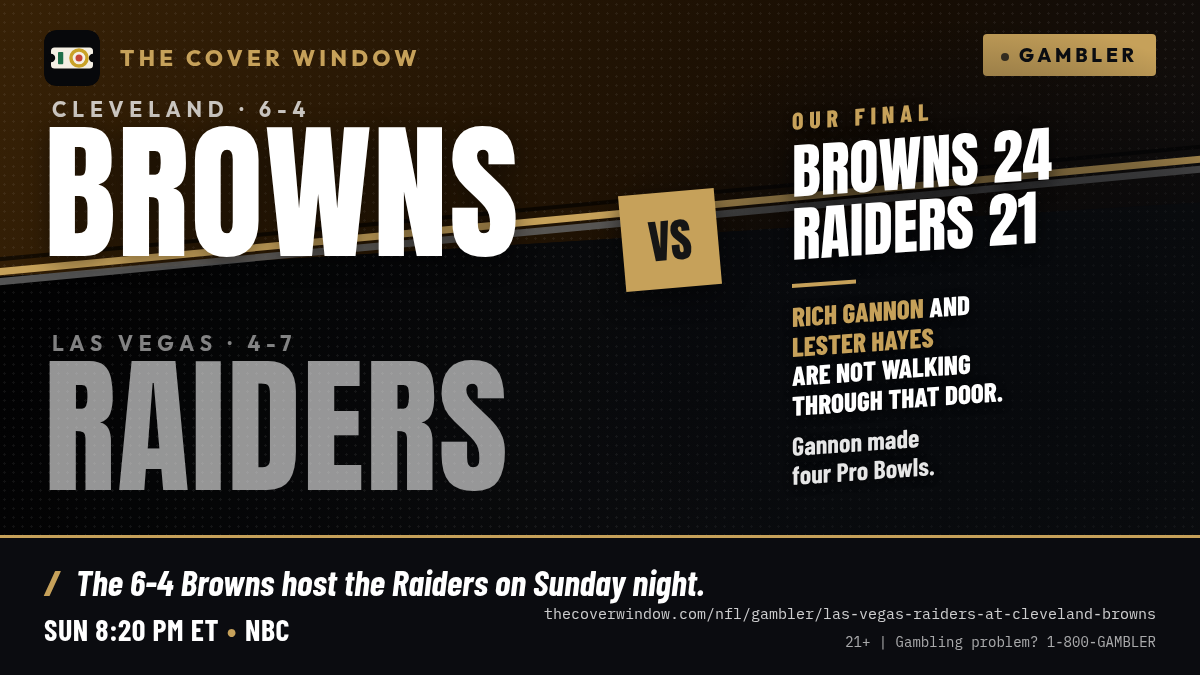 THE COVER WINDOW
• GAMBLER
CLEVELAND · 6-4
BROWNS
VS
LAS VEGAS · 4-7
RAIDERS
OUR FINAL
BROWNS 24
RAIDERS 21
RICH GANNON AND
LESTER HAYES
ARE NOT WALKING
THROUGH THAT DOOR.
Gannon made
four Pro Bowls.
/ The 6-4 Browns host the Raiders on Sunday night.
SUN 8:20 PM ET • NBC
thecoverwindow.com/nfl/gambler/las-vegas-raiders-at-cleveland-browns
21+ | Gambling problem? 1-800-GAMBLER